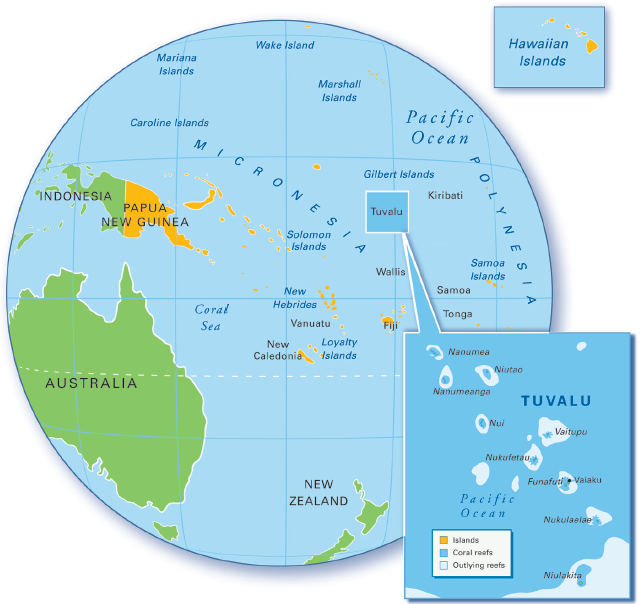 Hawaiian
Islands
Wake Island
Mariana
Islands
Marshall
Islands
Caroline Islands
Pacific
Ocean
MICRONESIA
POLYNESIA
Gilbert Islands
Kiribati
INDONESIA
PAPUA
NEW GUINEA
Tuvalu
Solomon
Islands
Wallis
Samoa
Islands
Samoa
New
Hebrides
Coral
Sea
Tonga
Vanuatu
Fiji
New
Caledonia
Loyalty
Islands
AUSTRALIA
NEW
ZEALAND
Nanumea
Niutao
Nanumeanga
TUVALU
Nui
Vaitupu
Nukufetau
Funafuti
Vaiaku
Pacific
Ocean
Nukulaelae
Islands
Coral reefs
Outlying reefs
Niulakita